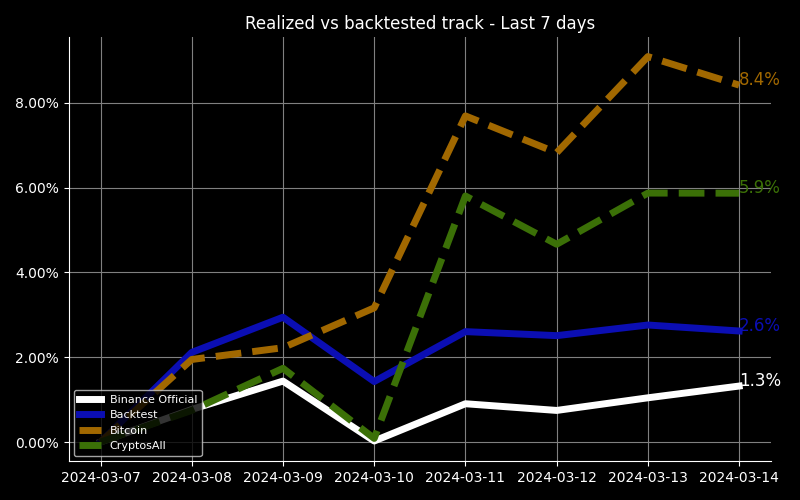 Realized vs backtested track - Last 7 days
8.00%
6.00%
4.00%
2.00%
0.00%
8.4%
5.9%
2.6%
1.3%
Binance Official
Backtest
Bitcoin
CryptosAll
2024-03-07 2024-03-08 2024-03-09 2024-03-10 2024-03-11 2024-03-12 2024-03-13 2024-03-14